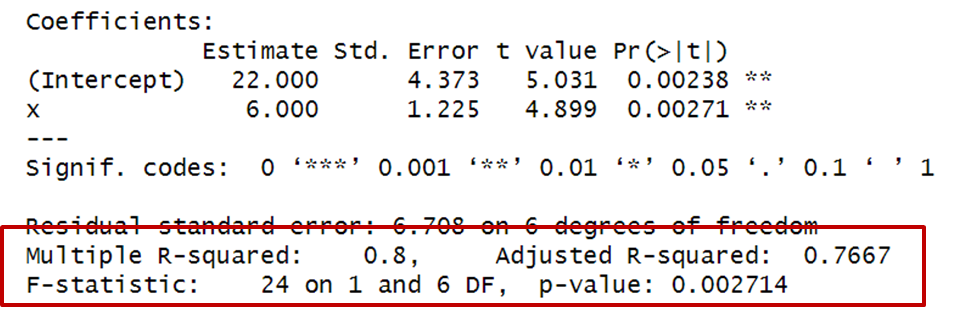 Coefficients:
            Estimate Std. Error t value Pr(>|t|)
(Intercept)   22.000      4.373   5.031  0.00238 **
x              6.000      1.225   4.899  0.00271 **
---
Signif. codes:  0 ‘***’ 0.001 ‘**’ 0.01 ‘*’ 0.05 ‘.’ 0.1 ‘ ’ 1
Residual standard error: 6.708 on 6 degrees of freedom
Multiple R-squared:    0.8,     Adjusted R-squared:  0.7667
F-statistic:    24 on 1 and 6 DF,  p-value: 0.002714